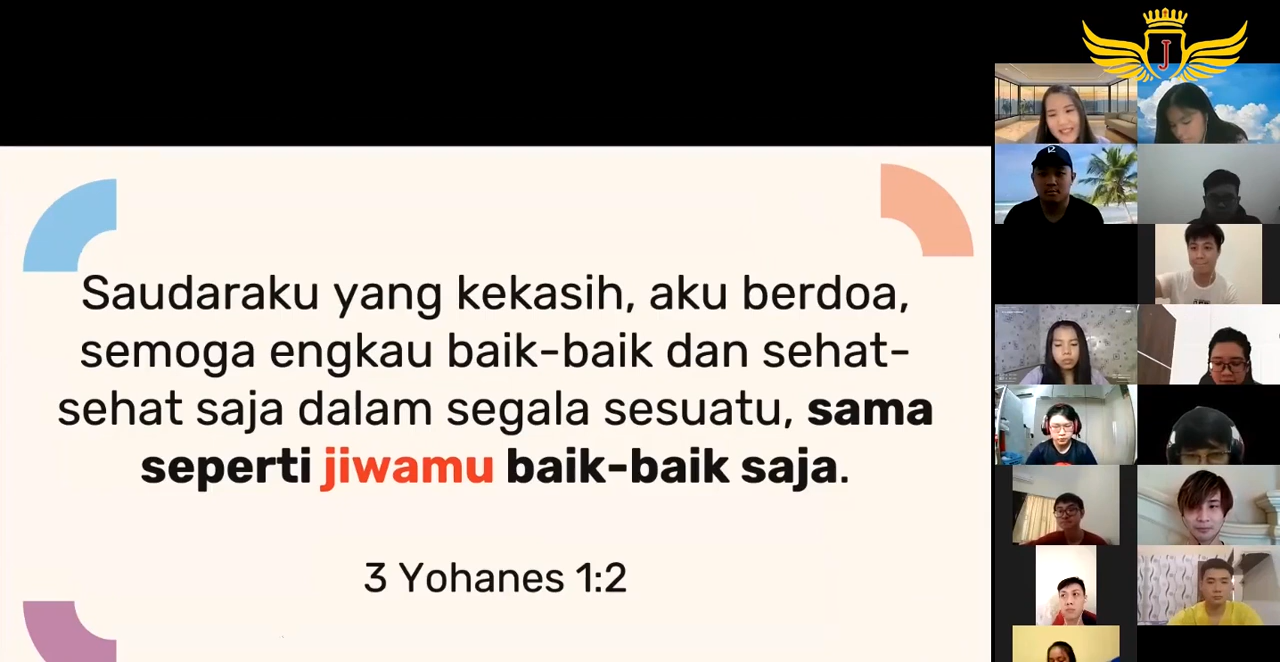 J
Saudaraku yang kekasih, aku berdoa,
semoga engkau baik-baik dan sehat-
sehat saja dalam segala sesuatu, sama
seperti jiwamu baik-baik saja.
3 Yohanes 1:2